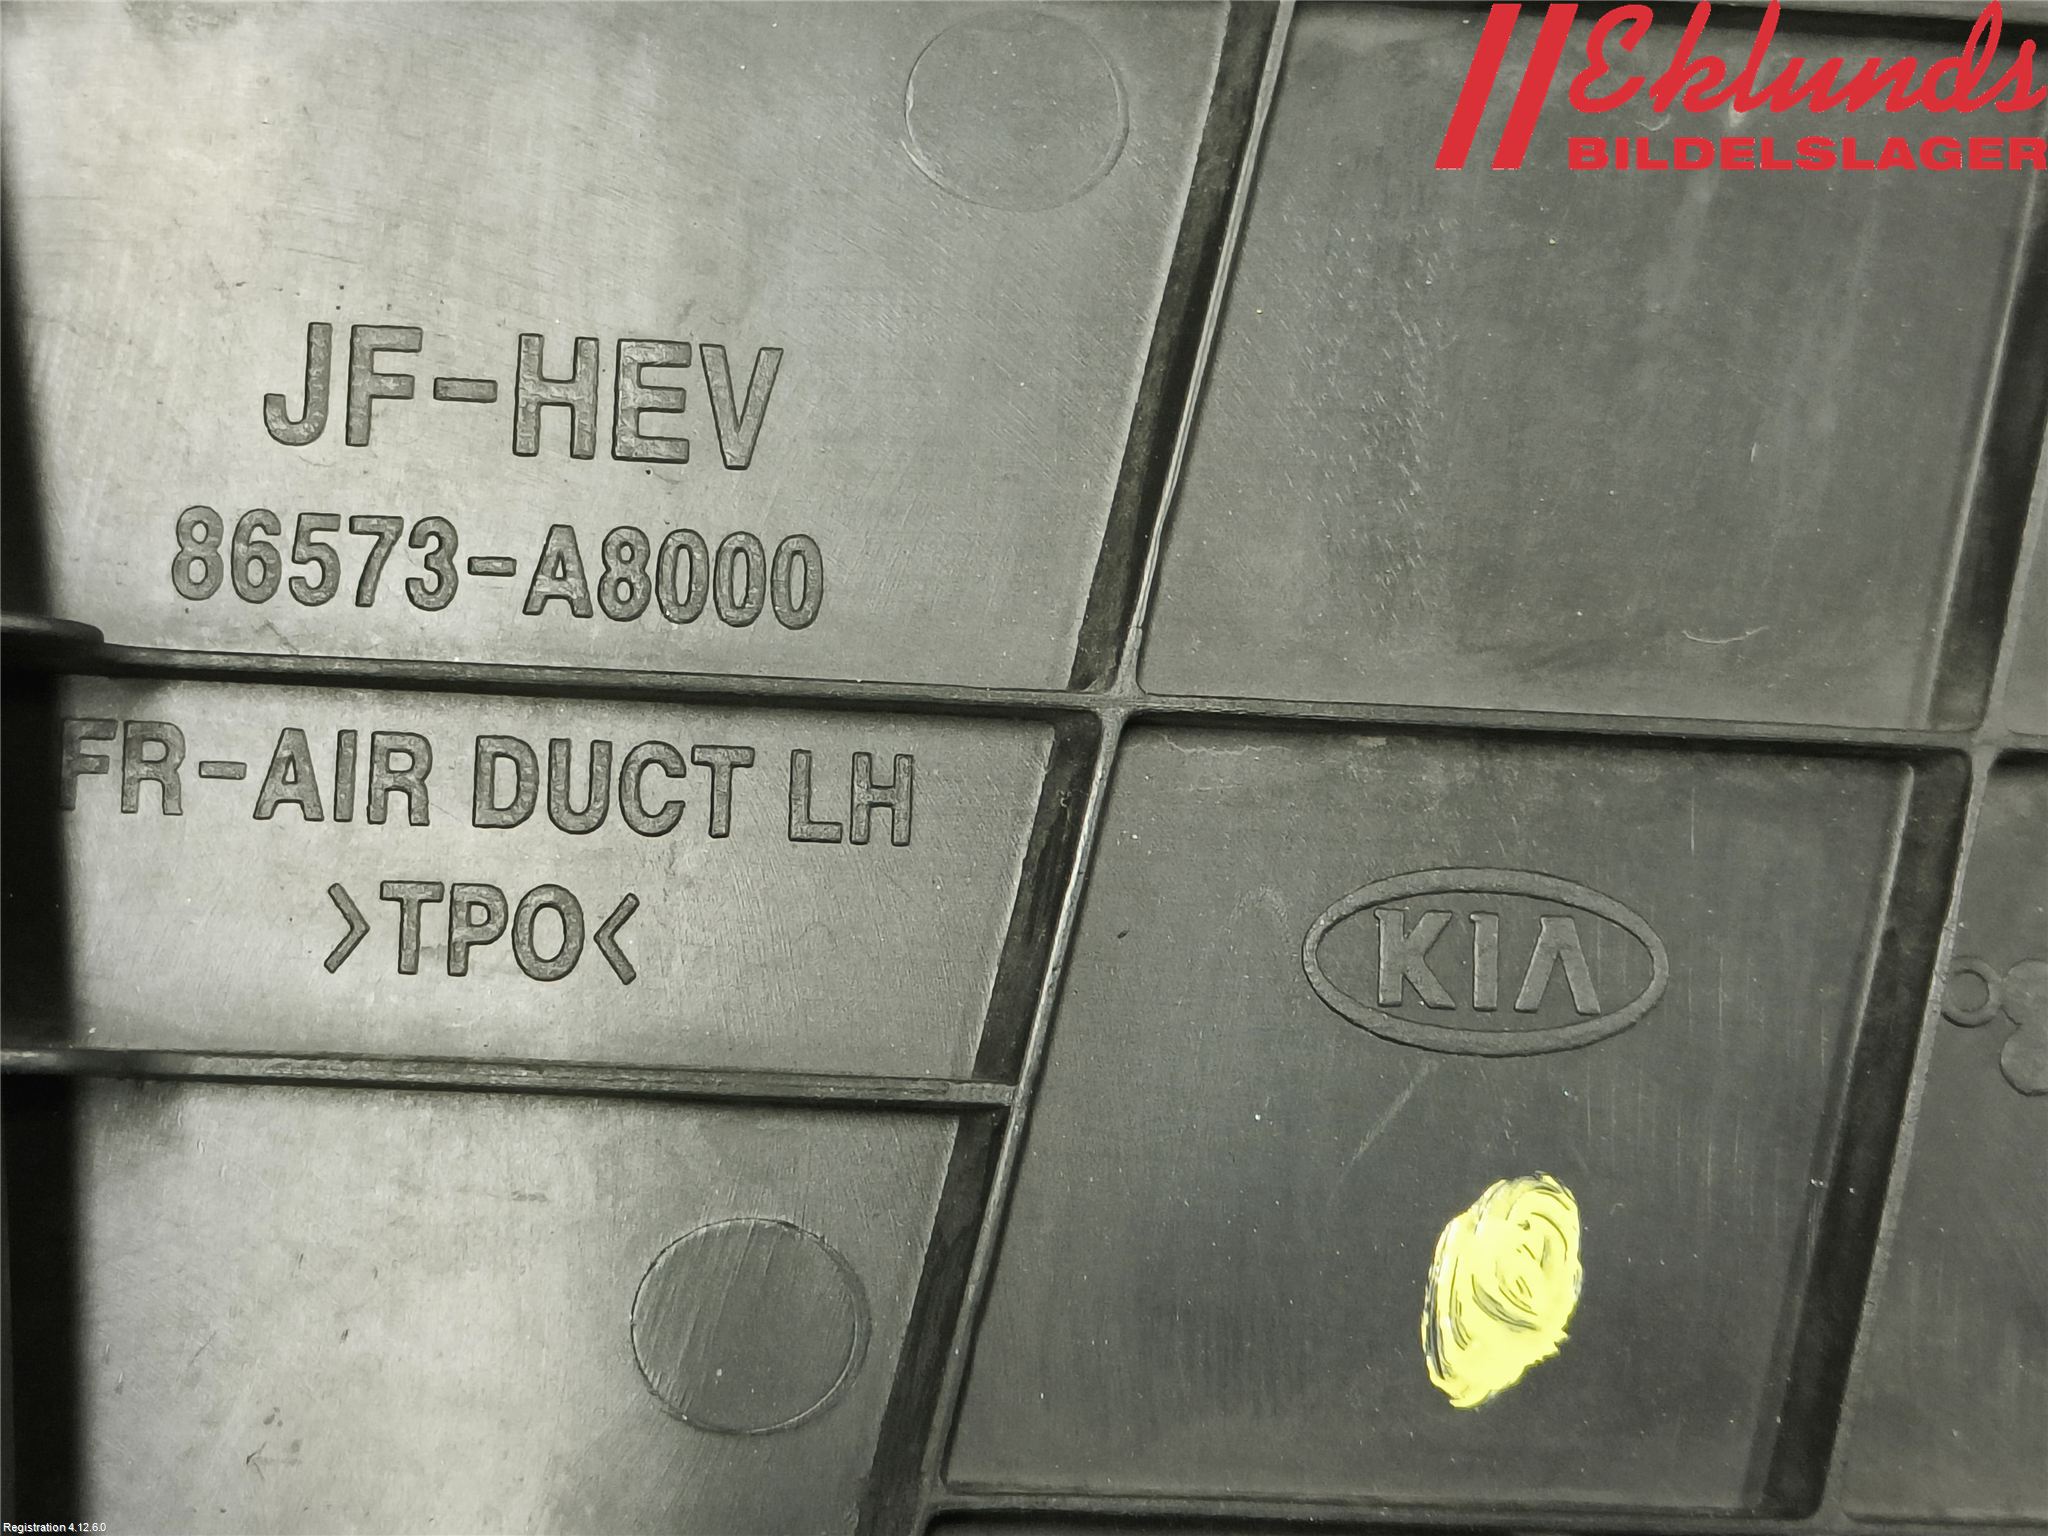 Eklunds
BILDELSLAGER
JF-HEV
86573-A8000
FR-AIR DUCT LH
>TPO<
KIA
Registration 4.12.6.0